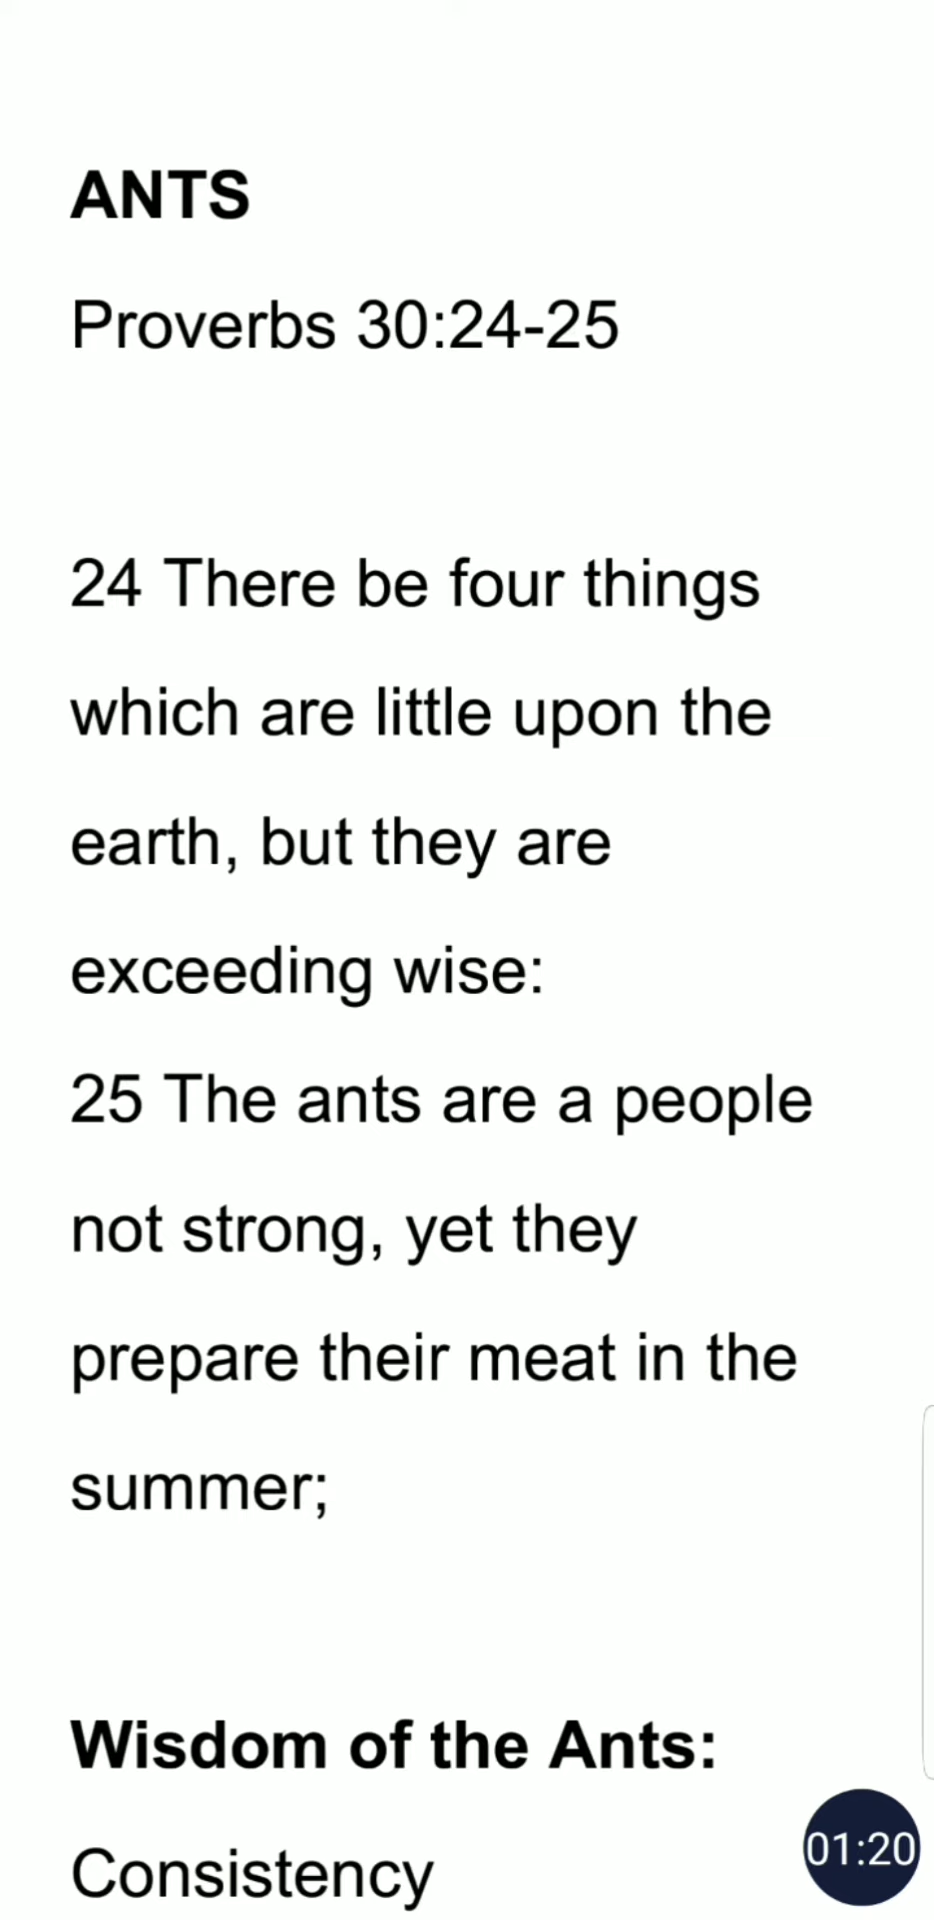 ANTS
Proverbs 30:24-25
24 There be four things
which are little upon the
earth, but they are
exceeding wise:
25 The ants are a people
not strong, yet they
prepare their meat in the
summer;
Wisdom of the Ants:
Consistency
01:20